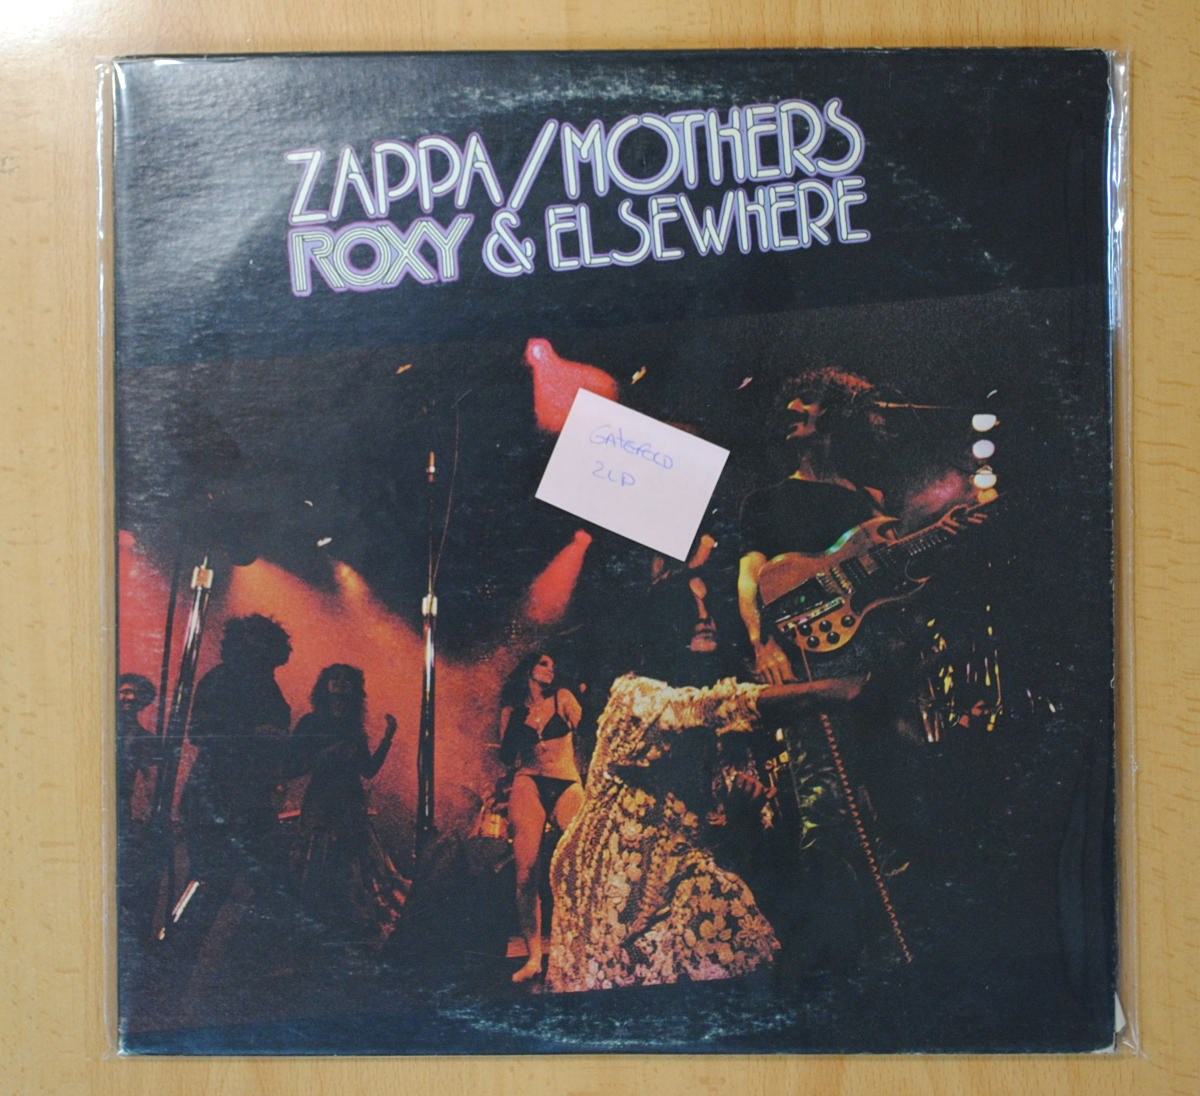 ZAPPA/MOTHERS
ROXY & ELSEWHERE
GATEFOLD
2LP